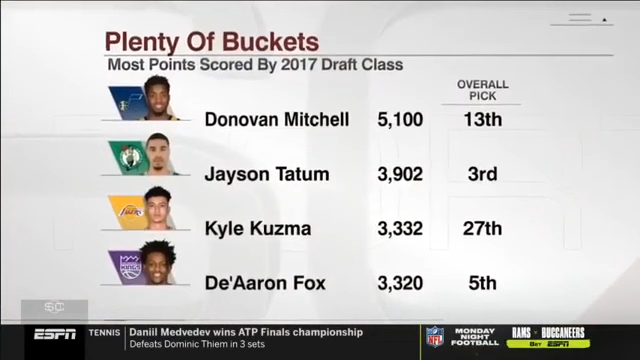 Plenty Of Buckets
Most Points Scored By 2017 Draft Class
OVERALL
PICK
Donovan Mitchell 5,100 13th
Jayson Tatum 3,902 3rd
Kyle Kuzma 3,332 27th
De'Aaron Fox 3,320 5th
SC
ESPN TENNIS Daniil Medvedev wins ATP Finals championship
Defeats Dominic Thiem in 3 sets
NFL MONDAY NIGHT FOOTBALL RAMS BUCCANEERS
Bet ESPN